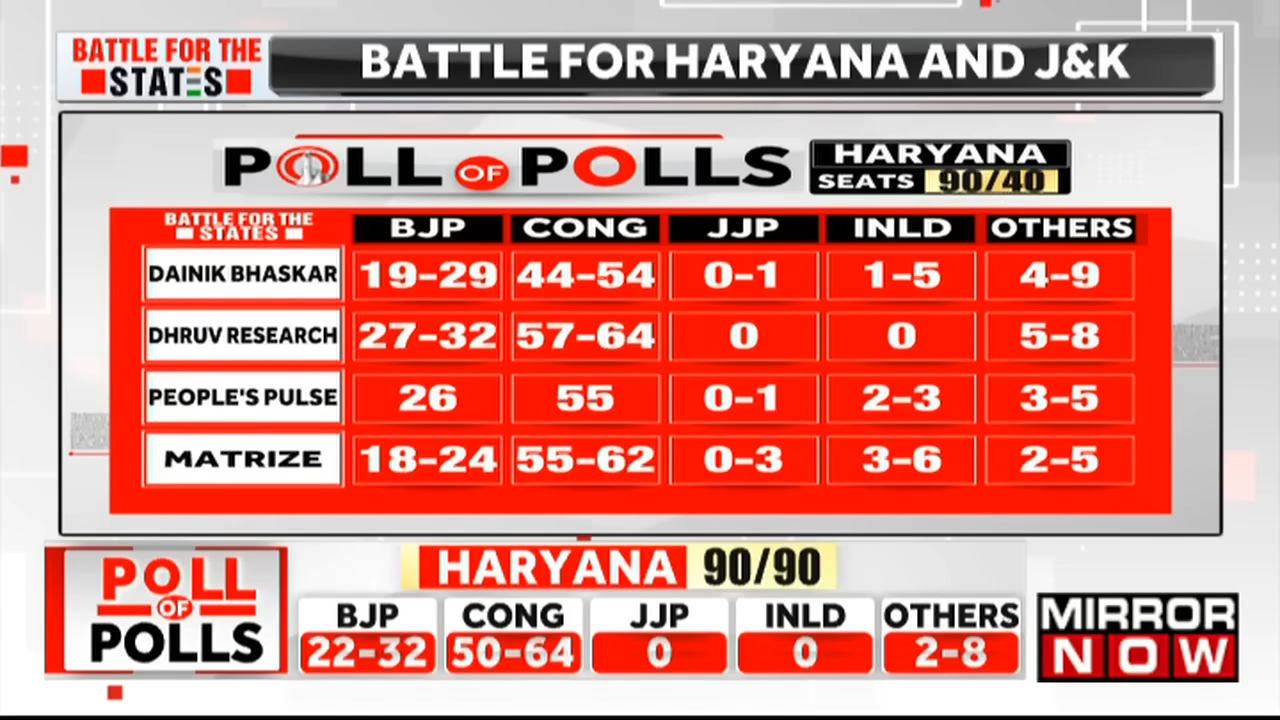 BATTLE FOR THE
STATES
BATTLE FOR HARYANA AND J&K
POLL OF POLLS
HARYANA
SEATS 90/40
BATTLE FOR THE
STATES
BJP CONG JJP INLD OTHERS
DAINIK BHASKAR 19-29 44-54 0-1 1-5 4-9
DHRUV RESEARCH 27-32 57-64 0 0 5-8
PEOPLE'S PULSE 26 55 0-1 2-3 3-5
MATRIZE 18-24 55-62 0-3 3-6 2-5
POLL
OF
POLLS
HARYANA 90/90
BJP CONG JJP INLD OTHERS
22-32 50-64 0 0 2-8
MIRROR
NOW